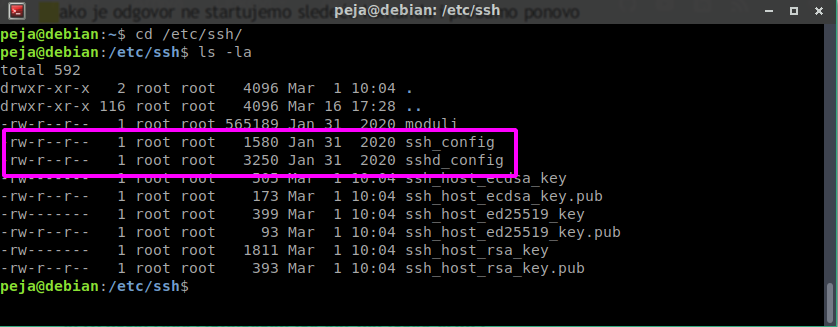 ako je odgovor ne startujemo
peja@debian: /etc/ssh
peja@debian:~$ cd /etc/ssh/
peja@debian:/etc/ssh$ ls -la
total 592
drwxr-xr-x   2 root root   4096 Mar  1 10:04 .
drwxr-xr-x 116 root root   4096 Mar 16 17:28 ..
-rw-r--r--   1 root root 565189 Jan 31  2020 moduli
-rw-r--r--   1 root root   1580 Jan 31  2020 ssh_config
-rw-r--r--   1 root root   3250 Jan 31  2020 sshd_config
-rw-------   1 root root    505 Mar  1 10:04 ssh_host_ecdsa_key
-rw-r--r--   1 root root    173 Mar  1 10:04 ssh_host_ecdsa_key.pub
-rw-------   1 root root    399 Mar  1 10:04 ssh_host_ed25519_key
-rw-r--r--   1 root root     93 Mar  1 10:04 ssh_host_ed25519_key.pub
-rw-------   1 root root   1811 Mar  1 10:04 ssh_host_rsa_key
-rw-r--r--   1 root root    393 Mar  1 10:04 ssh_host_rsa_key.pub
peja@debian:/etc/ssh$